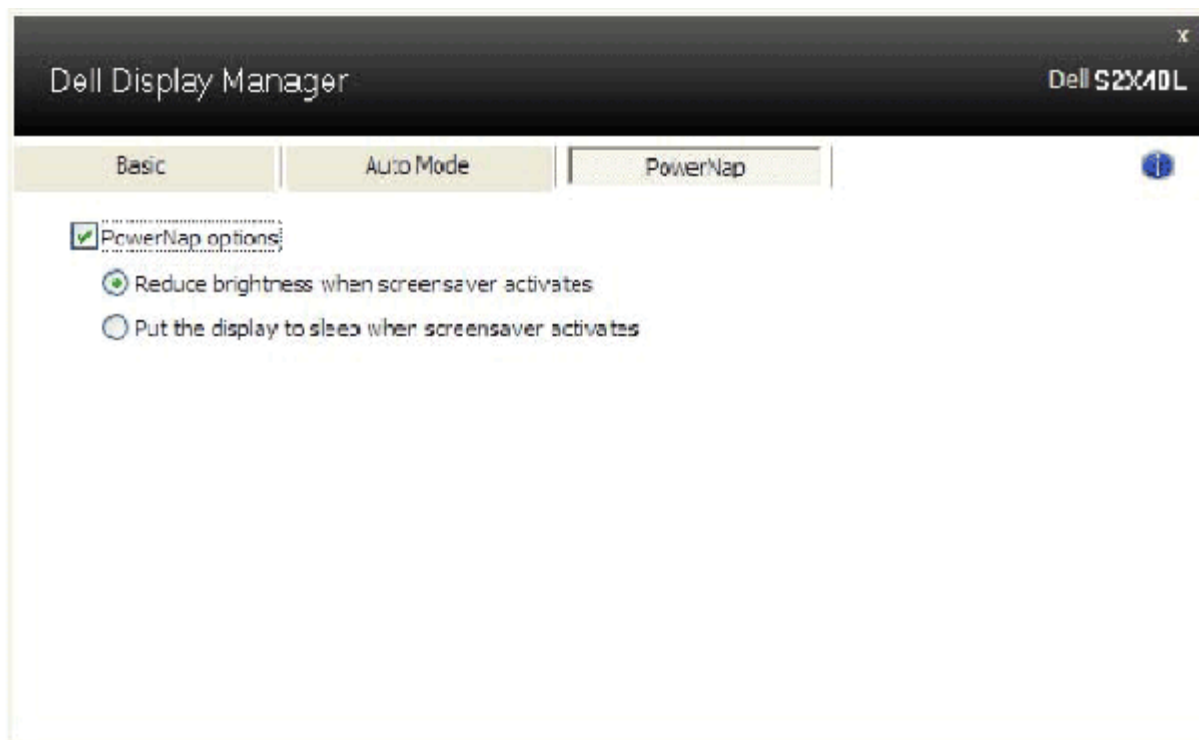 x
Dell Display Manager
Dell S2X40L
Basic
Auto Mode
PowerNap
PowerNap options
Reduce brightness when screensaver activates
Put the display to sleep when screensaver activates